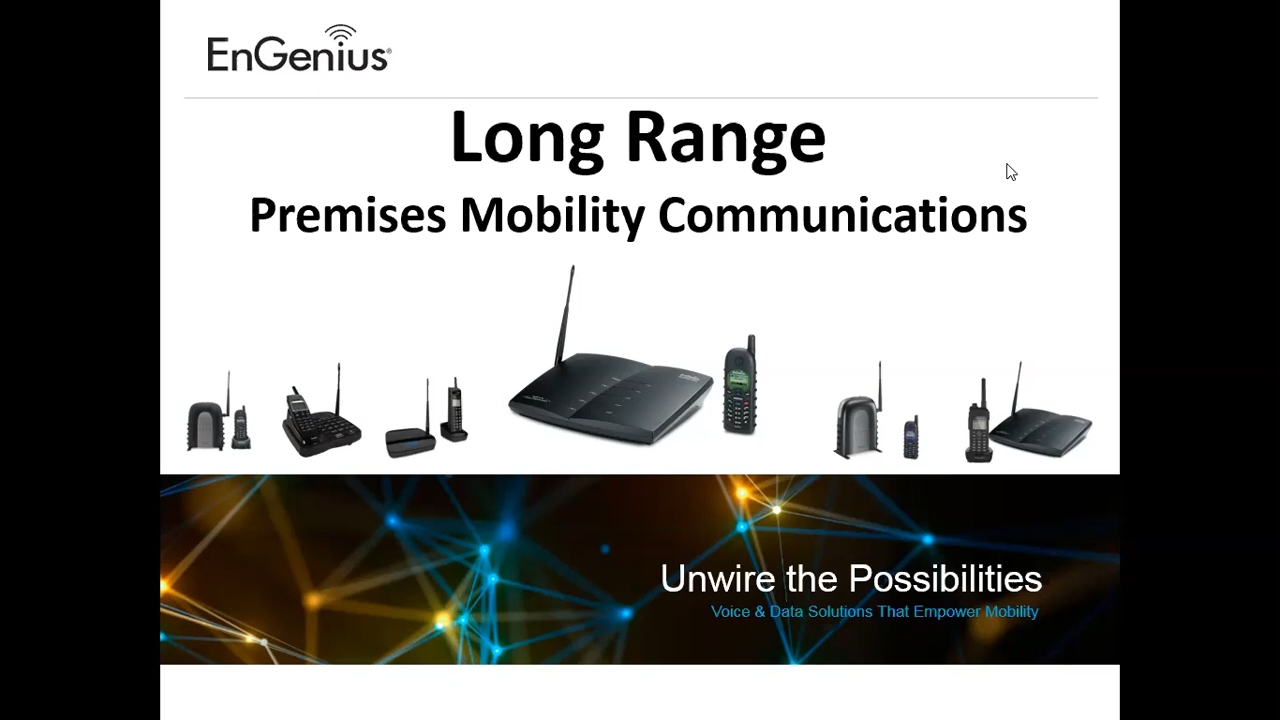 EnGenius®
Long Range
Premises Mobility Communications
Unwire the Possibilities
Voice & Data Solutions That Empower Mobility